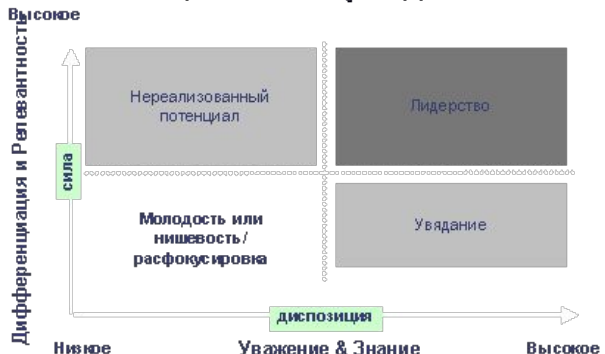 Высокое
Дифференциация и Релевантность
сила
Нереализованный
потенциал
Лидерство
Молодость или
нишевость/
расфокусировка
Увядание
диспозиция
Низкое
Уважение & Знание
Высокое